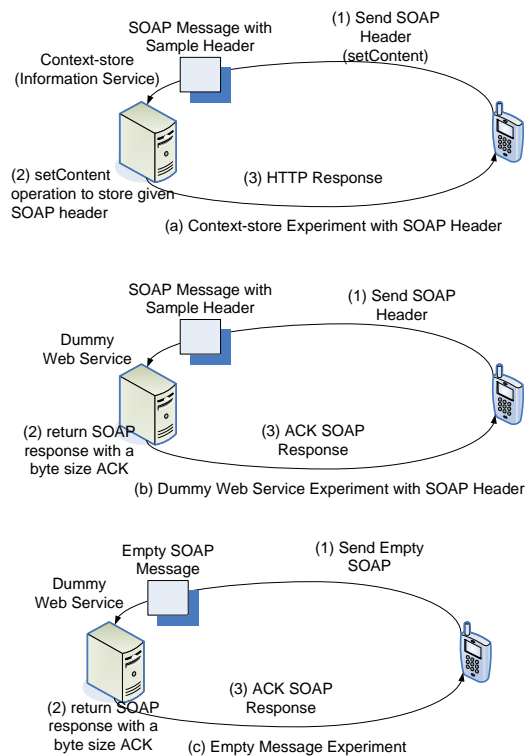 SOAP Message with
Sample Header
(1) Send SOAP
Header
(setContent)
Context-store
(Information Service)
(2) setContent
operation to store given
SOAP header
(3) HTTP Response
(a) Context-store Experiment with SOAP Header
SOAP Message with
Sample Header
(1) Send SOAP
Header
Dummy
Web Service
(2) return SOAP
response with a
byte size ACK
(3) ACK SOAP
Response
(b) Dummy Web Service Experiment with SOAP Header
Empty SOAP
Message
(1) Send Empty
SOAP
Dummy
Web Service
(2) return SOAP
response with a
byte size ACK
(3) ACK SOAP
Response
(c) Empty Message Experiment